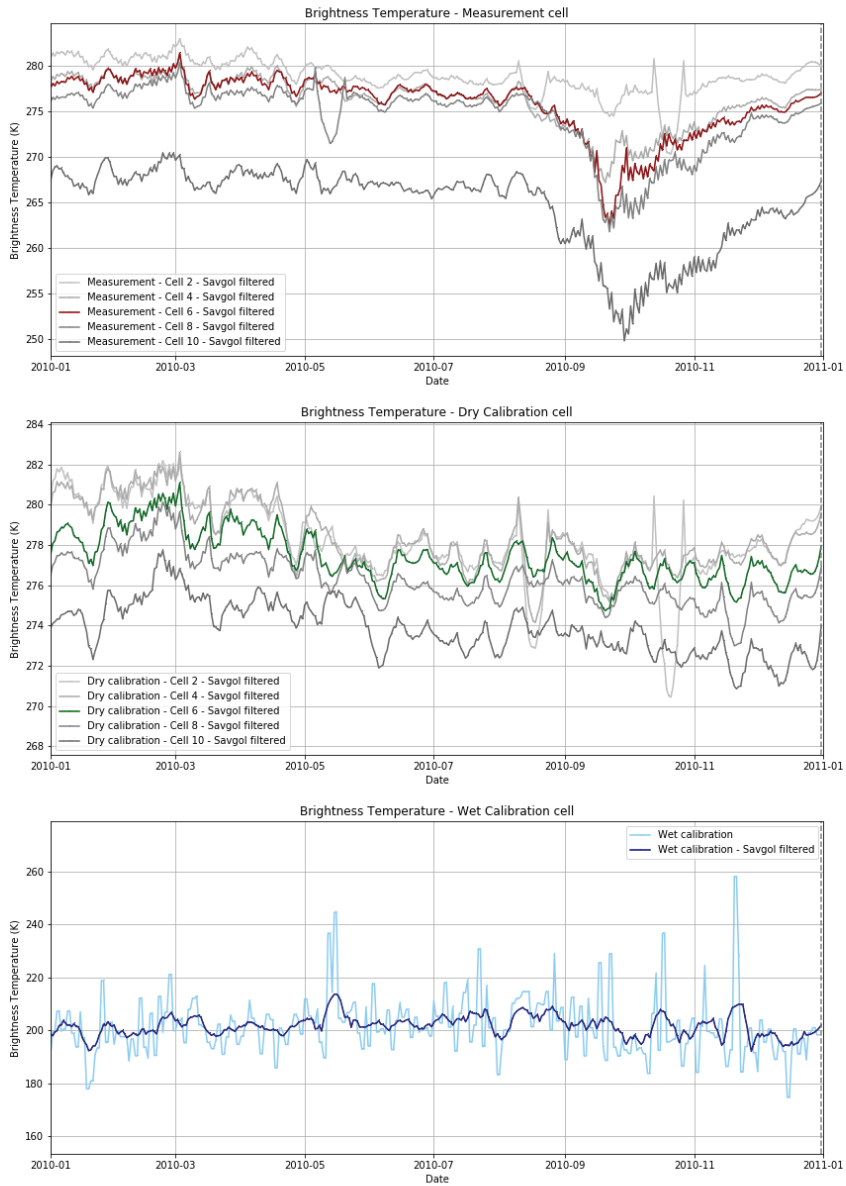 Brightness Temperature - Measurement cell
280
275
270
265
260
255
250
Brightness Temperature (K)
Measurement - Cell 2 - Savgol filtered
Measurement - Cell 4 - Savgol filtered
Measurement - Cell 6 - Savgol filtered
Measurement - Cell 8 - Savgol filtered
Measurement - Cell 10 - Savgol filtered
2010-01 2010-03 2010-05 2010-07 2010-09 2010-11 2011-01
Date
Brightness Temperature - Dry Calibration cell
284
282
280
278
276
274
272
270
268
Brightness Temperature (K)
Dry calibration - Cell 2 - Savgol filtered
Dry calibration - Cell 4 - Savgol filtered
Dry calibration - Cell 6 - Savgol filtered
Dry calibration - Cell 8 - Savgol filtered
Dry calibration - Cell 10 - Savgol filtered
2010-01 2010-03 2010-05 2010-07 2010-09 2010-11 2011-01
Date
Brightness Temperature - Wet Calibration cell
260
240
220
200
180
160
Brightness Temperature (K)
Wet calibration
Wet calibration - Savgol filtered
2010-01 2010-03 2010-05 2010-07 2010-09 2010-11 2011-01
Date